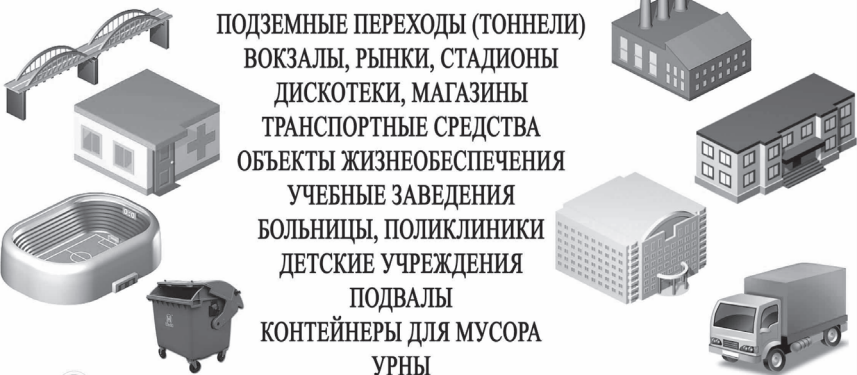 ПОДЗЕМНЫЕ ПЕРЕХОДЫ (ТОННЕЛИ)
ВОКЗАЛЫ, РЫНКИ, СТАДИОНЫ
ДИСКОТЕКИ, МАГАЗИНЫ
ТРАНСПОРТНЫЕ СРЕДСТВА
ОБЪЕКТЫ ЖИЗНЕОБЕСПЕЧЕНИЯ
УЧЕБНЫЕ ЗАВЕДЕНИЯ
БОЛЬНИЦЫ, ПОЛИКЛИНИКИ
ДЕТСКИЕ УЧРЕЖДЕНИЯ
ПОДВАЛЫ
КОНТЕЙНЕРЫ ДЛЯ МУСОРА
УРНЫ